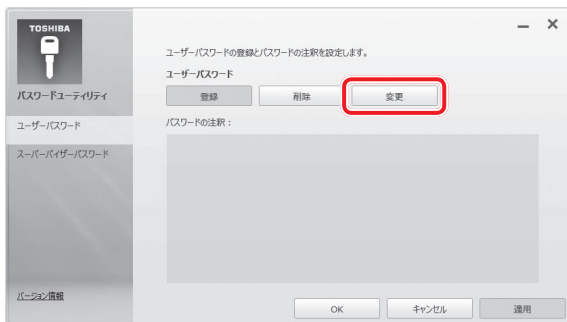 TOSHIBA
パスワードユーティリティ
ユーザーパスワード
スーパーバイザーパスワード
バージョン情報
ユーザーパスワードの登録とパスワードの注釈を設定します。
ユーザーパスワード
登録 削除 変更
パスワードの注釈：
OK キャンセル 適用